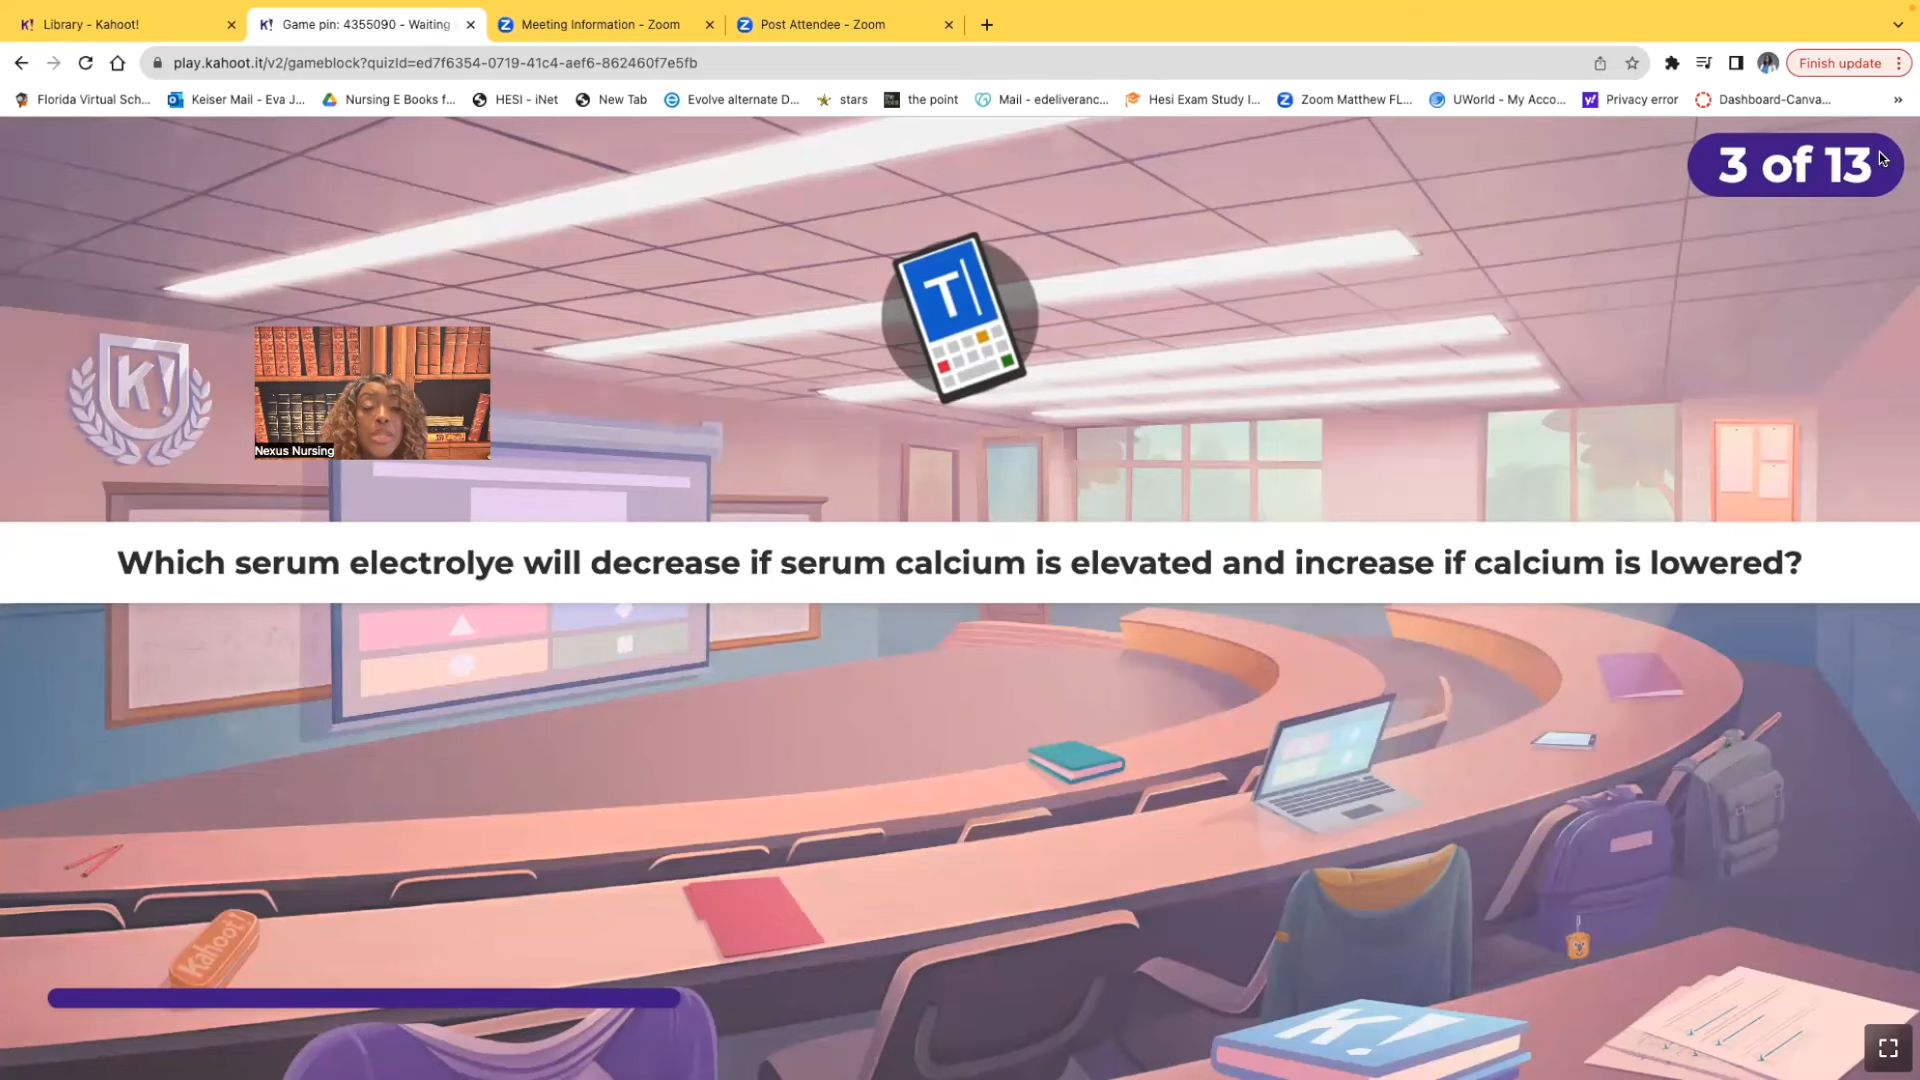 Library - Kahoot!
Game pin: 4355090 - Waiting
Meeting Information - Zoom
Post Attendee - Zoom
play.kahoot.it/v2/gameblock?quizId=ed7f6354-0719-41c4-aef6-862460f7e5fb
Finish update
Florida Virtual Sch...
Keiser Mail - Eva J...
Nursing E Books f...
HESI - iNet
New Tab
Evolve alternate D...
stars
the point
Mail - edeliveranc...
Hesi Exam Study I...
Zoom Matthew FL...
UWorld - My Acco...
Privacy error
Dashboard-Canva...
3 of 13
T
K!
Nexus Nursing
Which serum electrolye will decrease if serum calcium is elevated and increase if calcium is lowered?
Kahoot!
K!